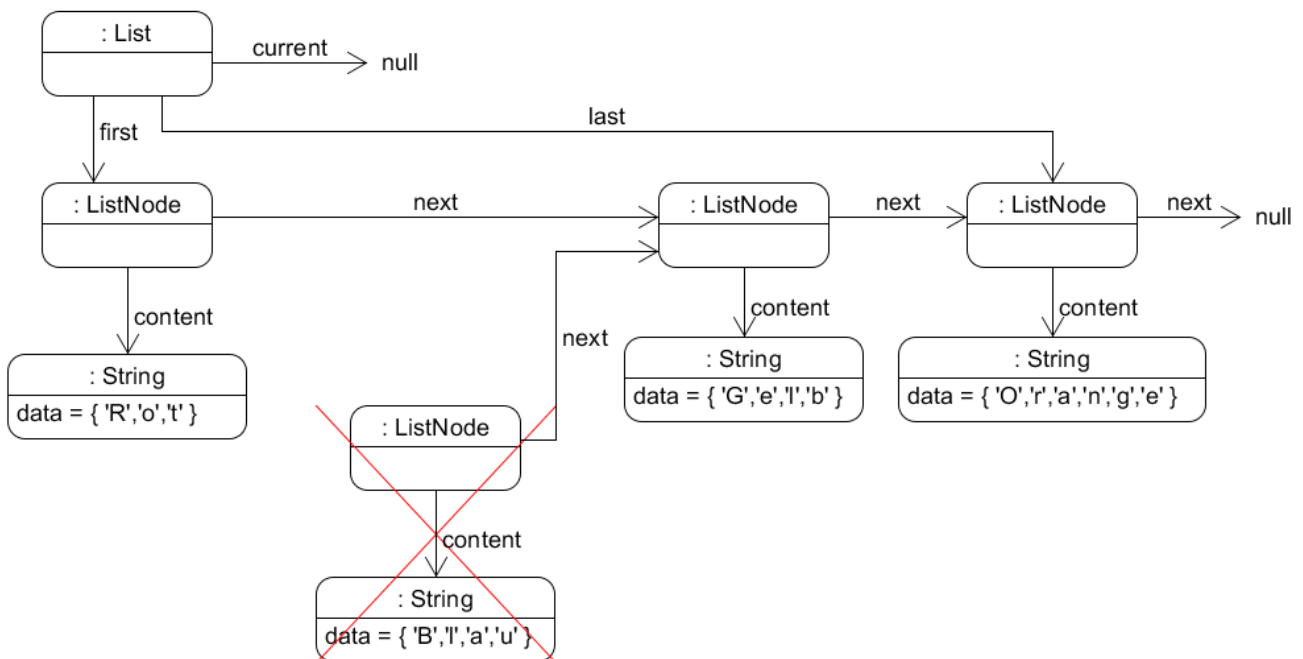 : List
current
null
first
last
: ListNode
next
: ListNode
next
: ListNode
next
null
content
content
content
next
: String
data = { 'R','o','t' }
: String
data = { 'G','e','l','b' }
: String
data = { 'O','r','a','n','g','e' }
: ListNode
content
: String
data = { 'B','l','a','u' }